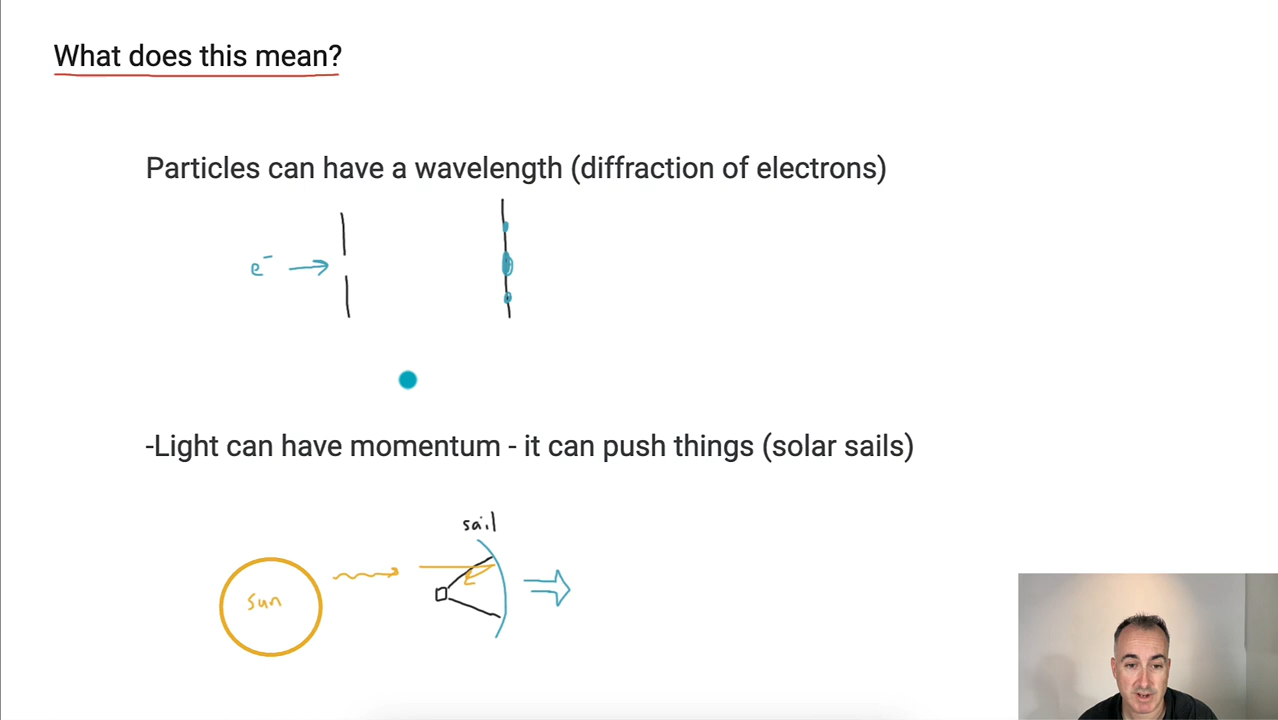 What does this mean?
Particles can have a wavelength (diffraction of electrons)
e⁻
-Light can have momentum - it can push things (solar sails)
sail
sun